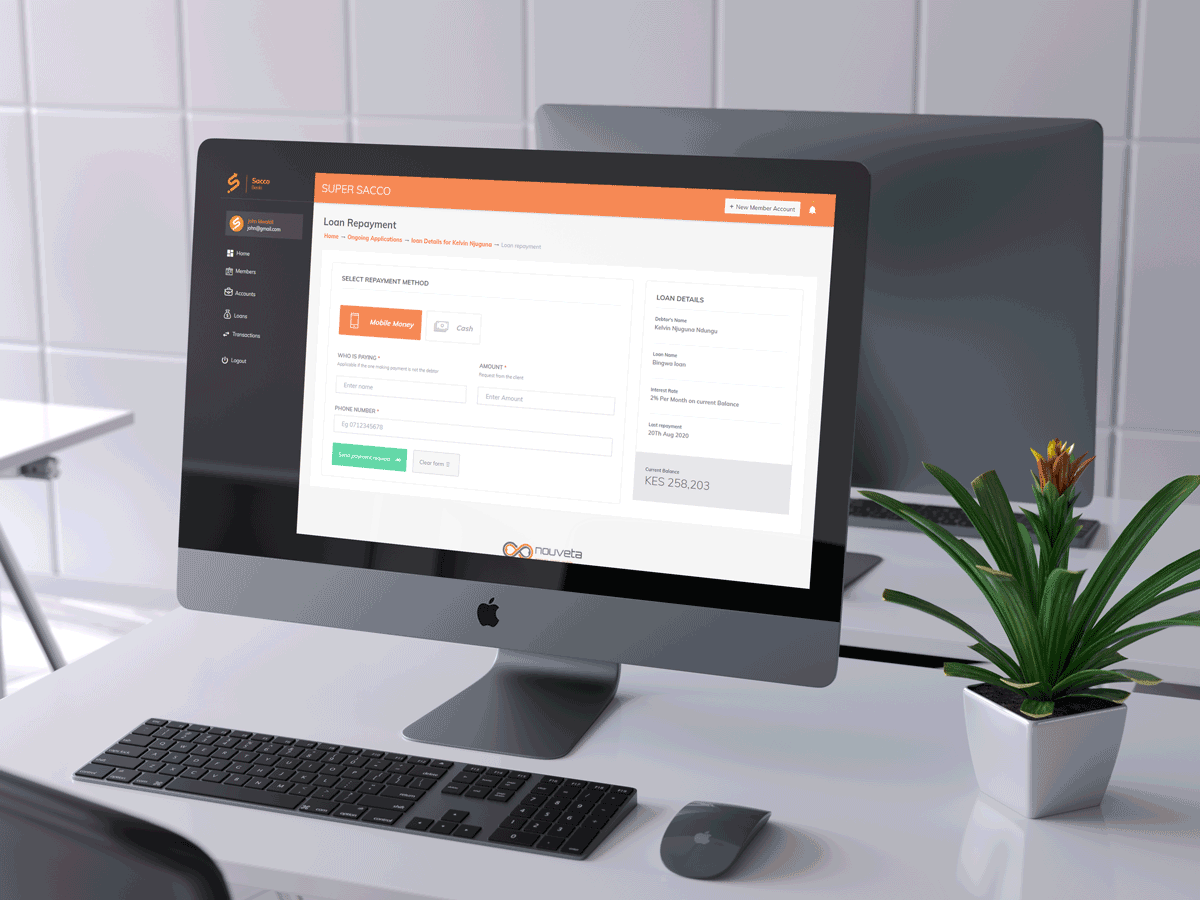 Sacco
SUPER SACCO
+ New Member Account
john@gmail.com
Home
Members
Accounts
Loans
Transactions
Logout
Loan Repayment
Home → Ongoing Applications → loan Details for Kelvin Njuguna → Loan repayment
SELECT REPAYMENT METHOD
Mobile Money
Cash
WHO IS PAYING *
Applicable if the one making payment is not the debtor
Enter name
AMOUNT *
Request from the client
Enter Amount
PHONE NUMBER *
Eg 0712345678
Send payment request
Clear form
LOAN DETAILS
Debtor's Name
Kelvin Njuguna Ndungu
Loan Name
Bingwa loan
Interest Rate
2% Per Month on current Balance
Last repayment
20Th Aug 2020
Current Balance
KES 258,203
nouveta